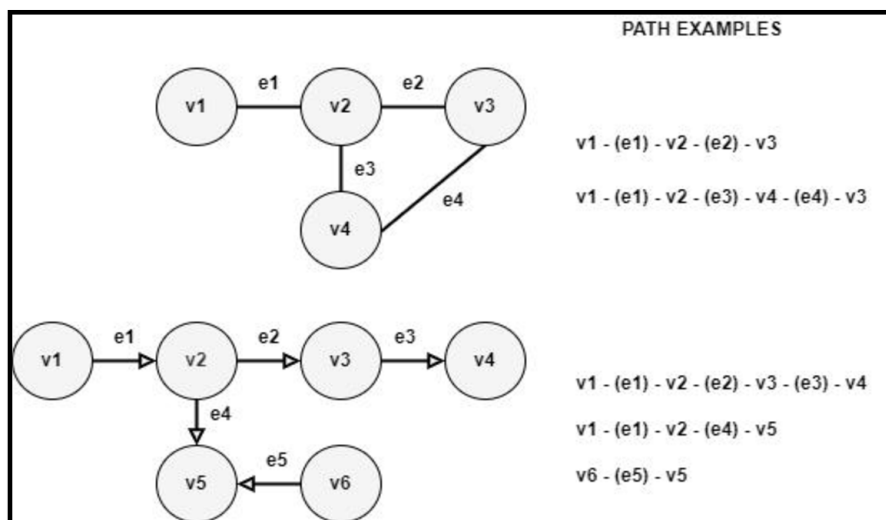 PATH EXAMPLES
e1
e2
v1
v2
v3
e3
e4
v4
v1 - (e1) - v2 - (e2) - v3
v1 - (e1) - v2 - (e3) - v4 - (e4) - v3
e1
e2
e3
v1
v2
v3
v4
e4
e5
v5
v6
v1 - (e1) - v2 - (e2) - v3 - (e3) - v4
v1 - (e1) - v2 - (e4) - v5
v6 - (e5) - v5